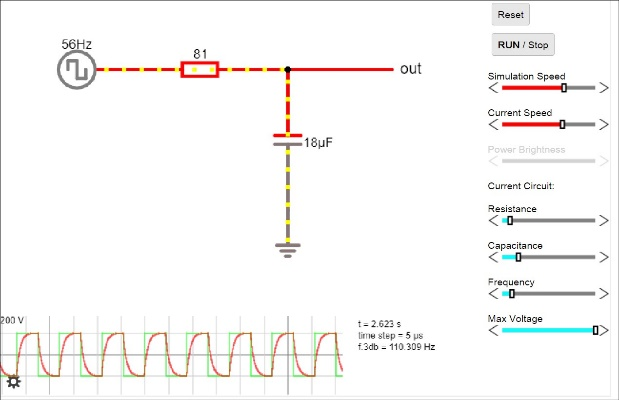 Reset
56Hz
81
RUN / Stop
out
Simulation Speed
Current Speed
18µF
Power Brightness
Current Circuit:
Resistance
Capacitance
Frequency
Max Voltage
200 V
t = 2.623 s
time step = 5 µs
f.3db = 110.309 Hz